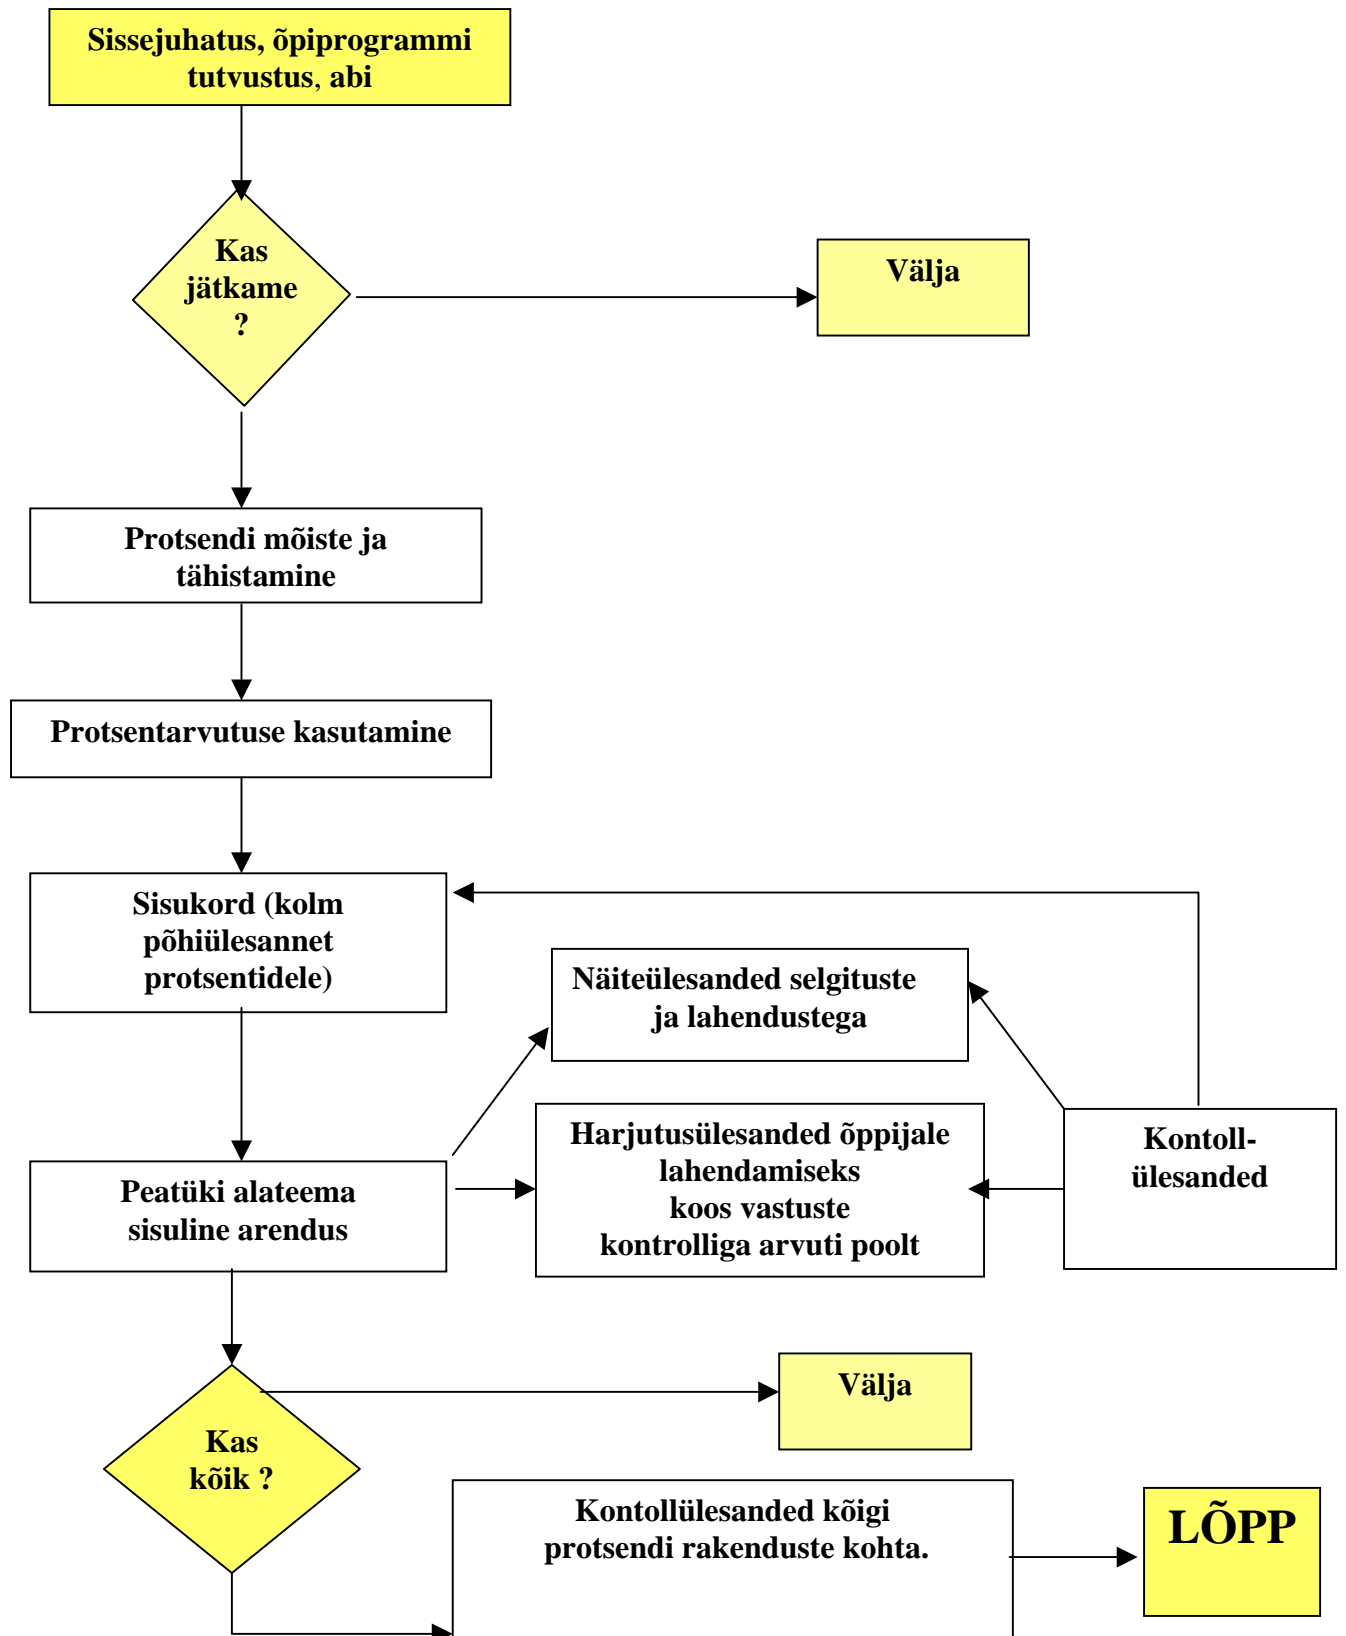 Sissejuhatus, õpiprogrammi
tutvustus, abi
Kas
jätkame
?
Välja
Protsendi mõiste ja
tähistamine
Protsentarvutuse kasutamine
Sisukord (kolm
põhiülesannet
protsentidele)
Näiteülesanded selgituste
ja lahendustega
Harjutusülesanded õppijale
lahendamiseks
koos vastuste
kontrolliga arvuti poolt
Kontoll-
ülesanded
Peatüki alateema
sisuline arendus
Välja
Kas
kõik ?
Kontollülesanded kõigi
protsendi rakenduste kohta.
LÕPP